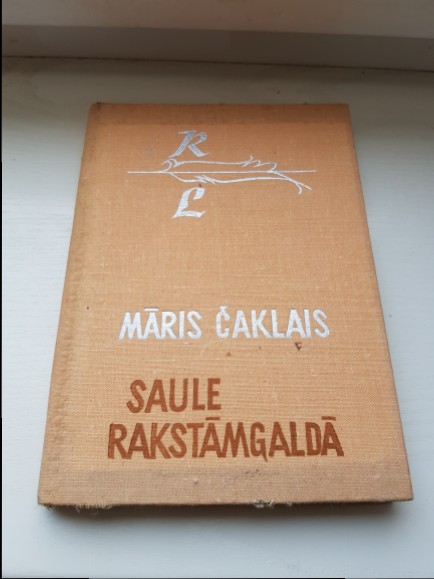 R
L
MĀRIS ČAKLAIS
SAULE
RAKSTĀMGALDĀ